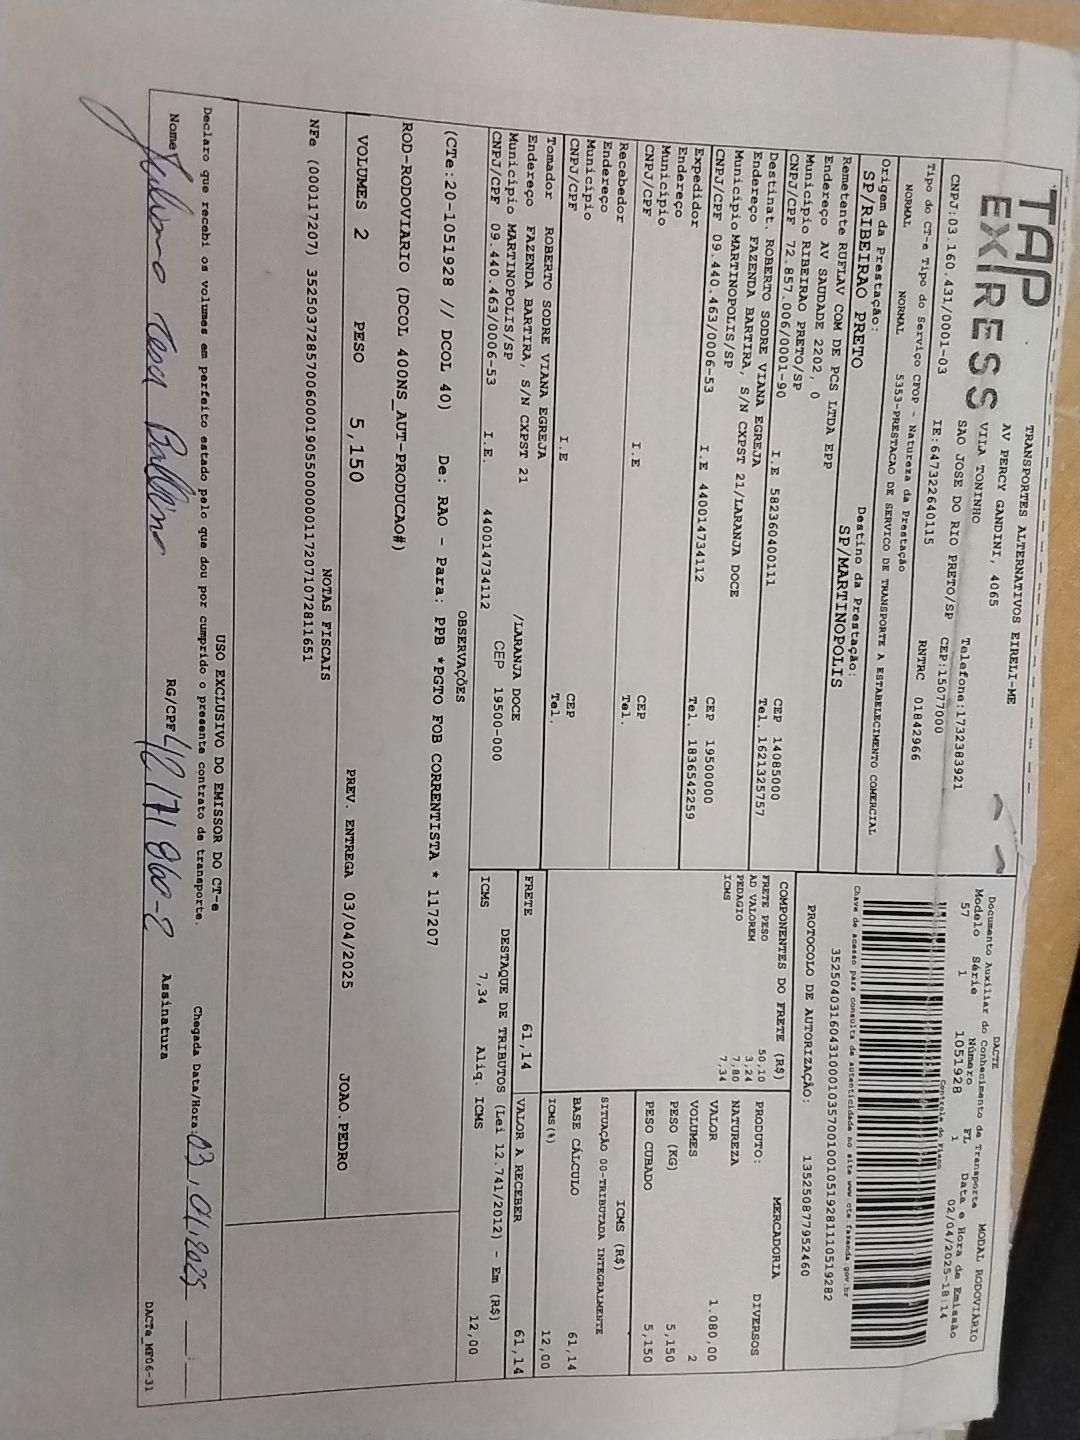 TAP EXPRESS
TRANSPORTES ALTERNATIVOS EIRELI-ME
AV PERCY GANDINI, 4065
VILA TONINHO
SAO JOSE DO RIO PRETO/SP
Telefone:1732383921
CEP:15077000
CNPJ:03.160.431/0001-03 IE:647322640115 RNTRC 01842966
Tipo do CT-e Tipo do Serviço CFOP - Natureza da Prestação
NORMAL NORMAL 5353-PRESTACAO DE SERVICO DE TRANSPORTE A ESTABELECIMENTO COMERCIAL
Origem da Prestação: Destino da Prestação:
SP/RIBEIRAO PRETO SP/MARTINOPOLIS
Remetente RUFLAV COM DE PCS LTDA EPP
Endereço AV SAUDADE 2202, 0
Município RIBEIRAO PRETO/SP CEP 14085000
CNPJ/CPF 72.857.006/0001-90 I.E 582360400111 Tel. 1621325757
Destinat. ROBERTO SODRE VIANA EGREJA
Endereço FAZENDA BARTIRA, S/N CXPST 21/LARANJA DOCE
Município MARTINOPOLIS/SP CEP 19500000
CNPJ/CPF 09.440.463/0006-53 I.E 440014734112 Tel. 1836542259
Expedidor
Endereço
Município CEP
CNPJ/CPF I.E Tel.
Recebedor
Endereço
Município CEP
CNPJ/CPF I.E Tel.
Tomador ROBERTO SODRE VIANA EGREJA
Endereço FAZENDA BARTIRA, S/N CXPST 21 /LARANJA DOCE
Município MARTINOPOLIS/SP CEP 19500-000
CNPJ/CPF 09.440.463/0006-53 I.E. 440014734112
DACTE
Documento Auxiliar do Conhecimento de Transporte MODAL RODOVIÁRIO
Modelo Série Número FL Data e Hora de Emissão
57 1 1051928 1 02/04/2025-18:14
Controle do Fisco
Chave de acesso para consulta de autenticidade no site www.cte.fazenda.gov.br
35250403160431000103570010010519281110519282
PROTOCOLO DE AUTORIZAÇÃO: 135250877952460
COMPONENTES DO FRETE (R$)
FRETE PESO 50,10
AD VALOREM 3,24
PEDAGIO 7,80
ICMS 7,34
MERCADORIA
PRODUTO: DIVERSOS
NATUREZA
VALOR 1.080,00
VOLUMES 2
PESO (KG) 5,150
PESO CUBADO 5,150
ICMS (R$)
SITUAÇÃO 00-TRIBUTADA INTEGRALMENTE
BASE CÁLCULO 61,14
ICMS(%) 12,00
FRETE 61,14 VALOR A RECEBER 61,14
DESTAQUE DE TRIBUTOS (Lei 12.741/2012) - Em (R$)
ICMS 7,34 Aliq. ICMS 12,00
OBSERVAÇÕES
(CTe:20-1051928 // DCOL 40) De: RAO - Para: PPB *PGTO FOB CORRENTISTA * 117207
ROD-RODOVIARIO (DCOL 400NS_AUT-PRODUCAO#)
VOLUMES 2 PESO 5,150 PREV. ENTREGA 03/04/2025 JOAO.PEDRO
NOTAS FISCAIS
NFe (000117207) 35250372857006000190550000001172071072811651
USO EXCLUSIVO DO EMISSOR DO CT-e
Declaro que recebi os volumes em perfeito estado pelo que dou por cumprido o presente contrato de transporte. Chegada Data/Hora: 03/04/2025 __:__
Nome RG/CPF Assinatura
DACTe_MF06-31